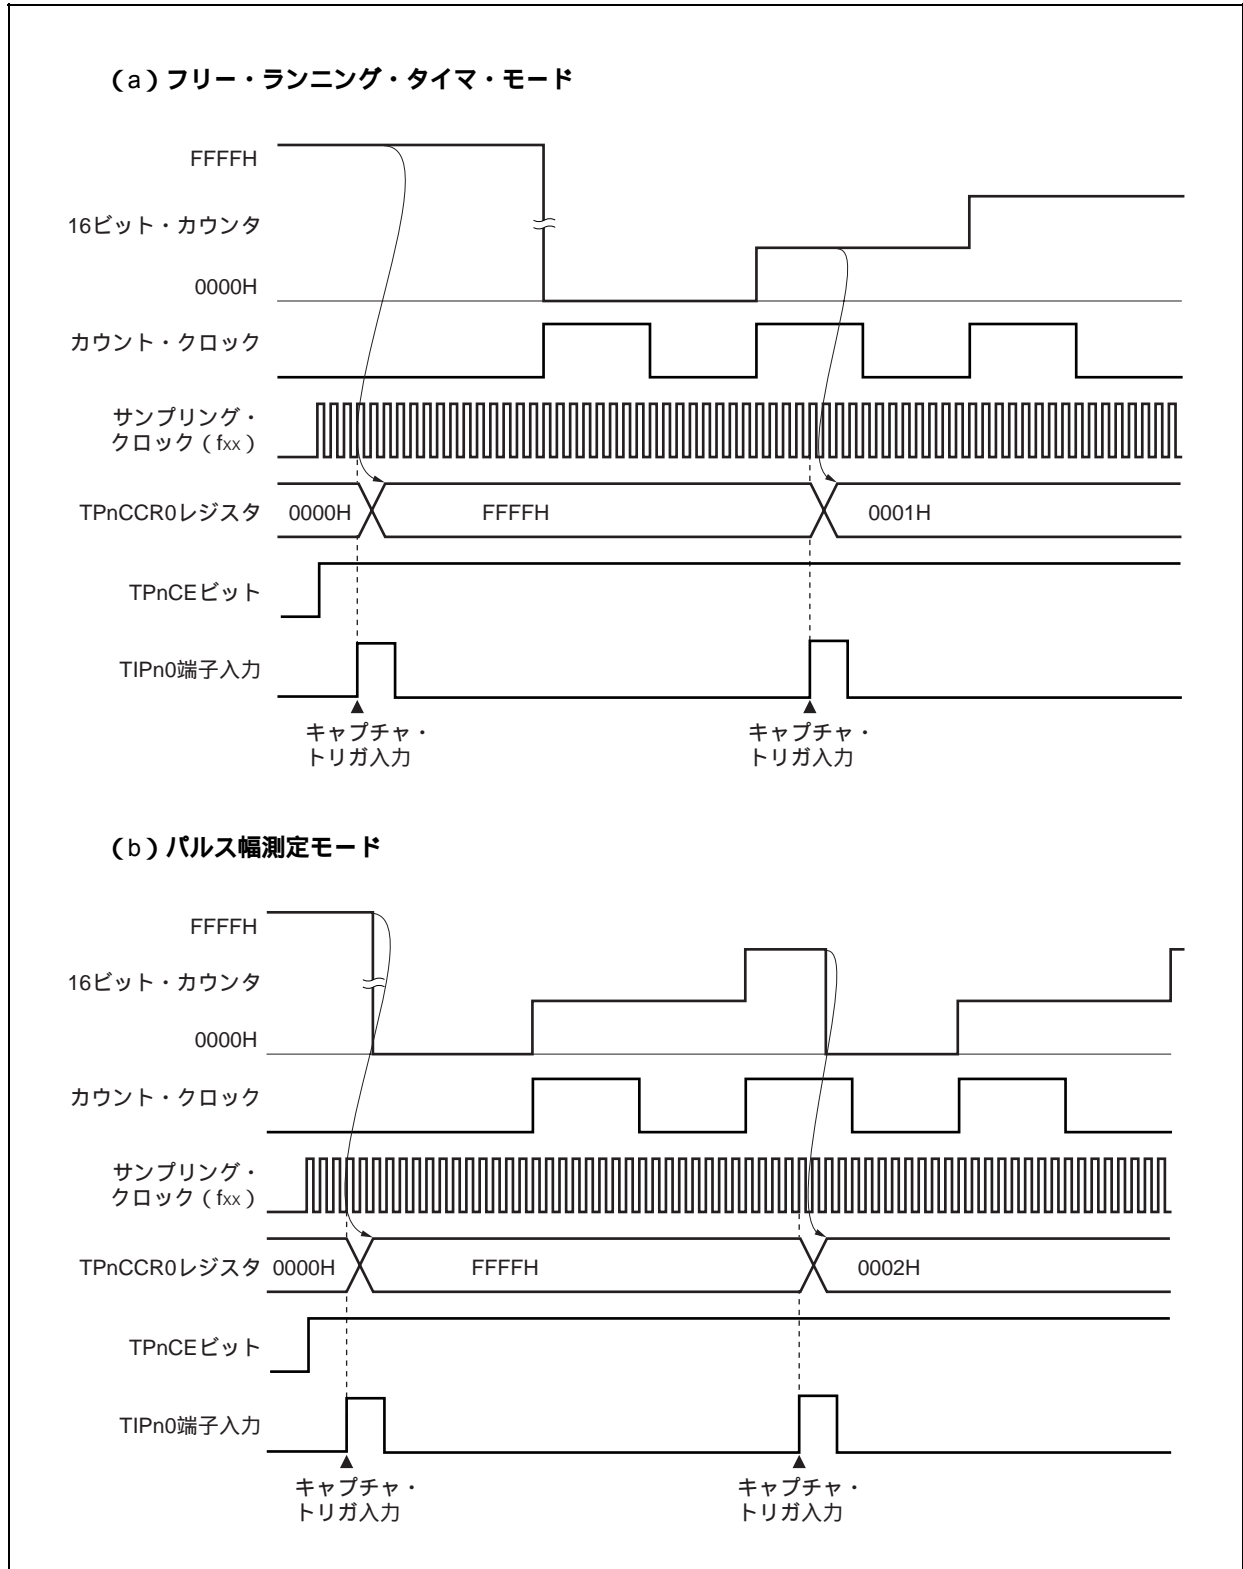 （a）フリー・ランニング・タイマ・モード
FFFFH
16ビット・カウンタ
0000H
カウント・クロック
サンプリング・
クロック（fxx）
TPnCCR0レジスタ
0000H
FFFFH
0001H
TPnCEビット
TIPn0端子入力
キャプチャ・
トリガ入力
キャプチャ・
トリガ入力
（b）パルス幅測定モード
FFFFH
16ビット・カウンタ
0000H
カウント・クロック
サンプリング・
クロック（fxx）
TPnCCR0レジスタ
0000H
FFFFH
0002H
TPnCEビット
TIPn0端子入力
キャプチャ・
トリガ入力
キャプチャ・
トリガ入力